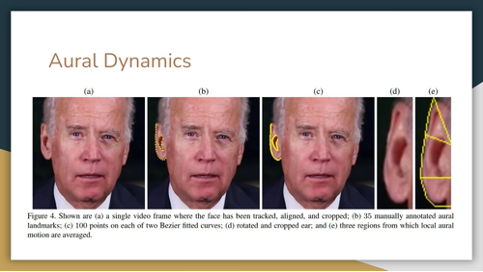 Aural Dynamics
(a) (b) (c) (d) (e)
Figure 4. Shown are (a) a single video frame where the face has been tracked, aligned, and cropped; (b) 35 manually annotated aural
landmarks; (c) 100 points on each of two Bezier fitted curves; (d) rotated and cropped ear; and (e) three regions from which local aural
motion are averaged.